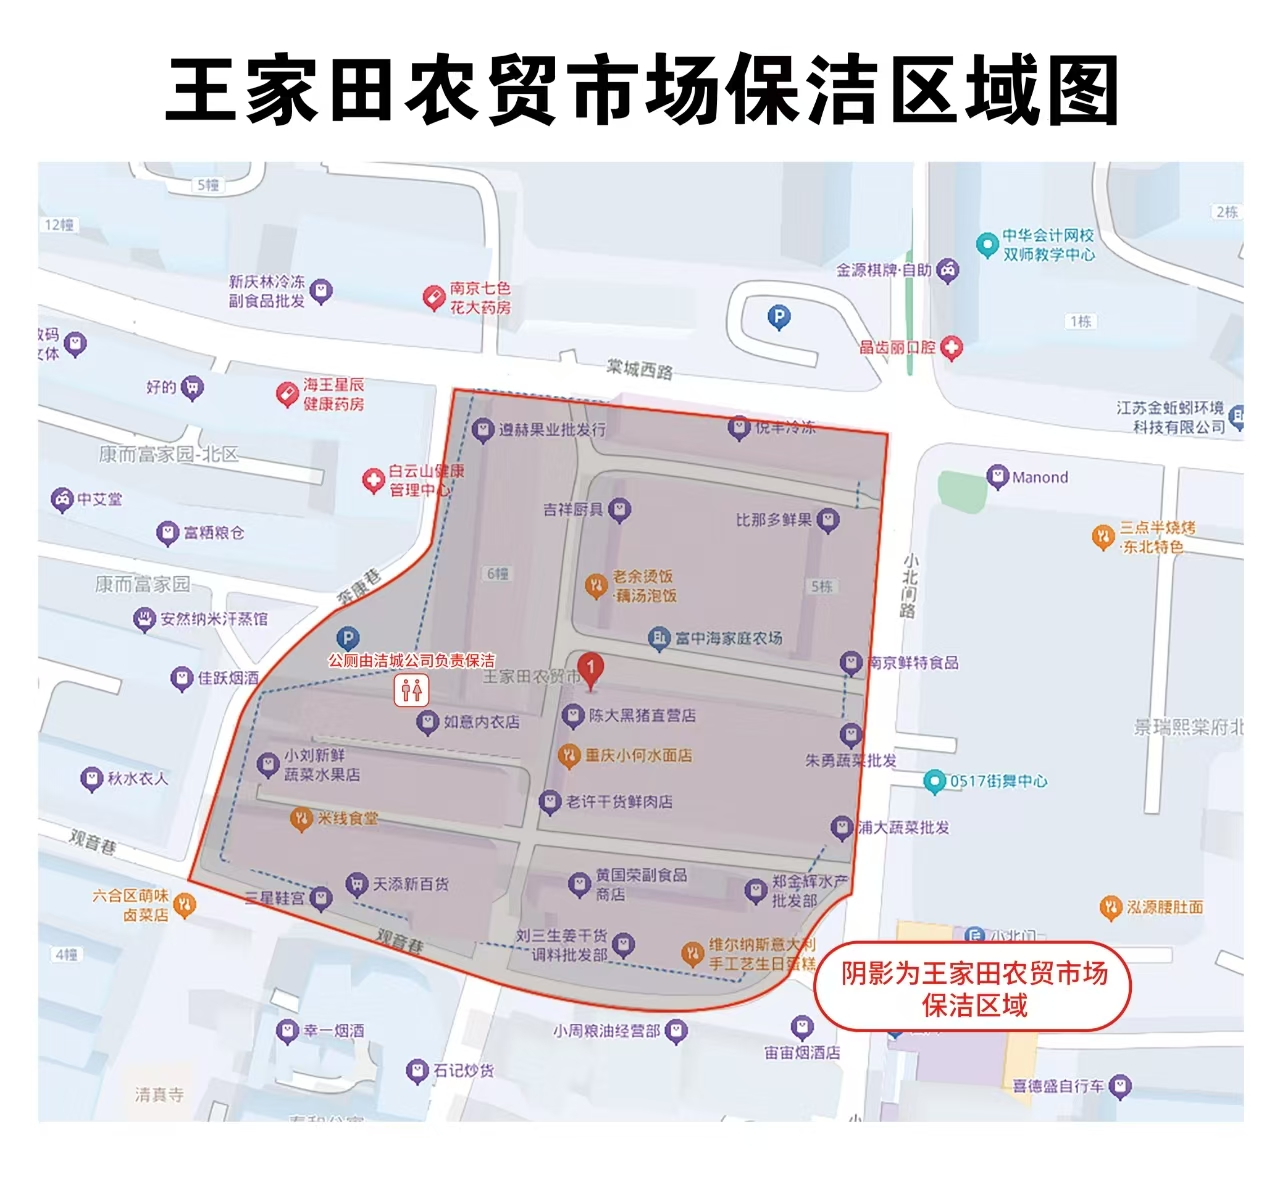 王家田农贸市场保洁区域图
5幢
12幢
2栋
中华会计网校
双师教学中心
金源棋牌·自助
新庆林冷冻
副食品批发
南京七色
花大药房
P
1栋
数码
文体
晶齿丽口腔
棠城西路
好的
海王星辰
健康药房
江苏金蚯蚓环境
科技有限公司
遵赫果业批发行
悦丰冷冻
康而富家园-北区
白云山健康
管理中心
Manond
中艾堂
吉祥厨具
比那多鲜果
富粞粮仓
三点半烧烤
·东北特色
小北门路
康而富家园
奔康巷
6幢
老余烫饭
·藕汤泡饭
5栋
安然纳米汗蒸馆
P
富中海家庭农场
公厕由洁城公司负责保洁
王家田农贸市
1
南京鲜特食品
佳跃烟酒
如意内衣店
陈大黑猪直营店
景瑞熙棠府北
小刘新鲜
蔬菜水果店
重庆小何水面店
朱勇蔬菜批发
秋水衣人
0517街舞中心
老许干货鲜肉店
米线食堂
浦大蔬菜批发
观音巷
六合区萌味
卤菜店
三星鞋宫
天添新百货
黄国荣副食品
商店
郑金辉水产
批发部
泓源腰肚面
观音巷
刘三生姜干货
调料批发部
维尔纳斯意大利
手工艺生日蛋糕
小北门
4幢
阴影为王家田农贸市场
保洁区域
幸一烟酒
小周粮油经营部
宙宙烟酒店
石记炒货
清真寺
喜德盛自行车